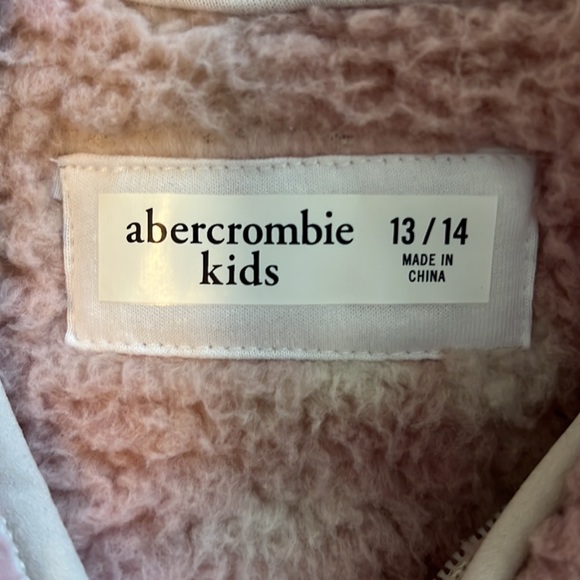 abercrombie
kids
13 / 14
MADE IN
CHINA